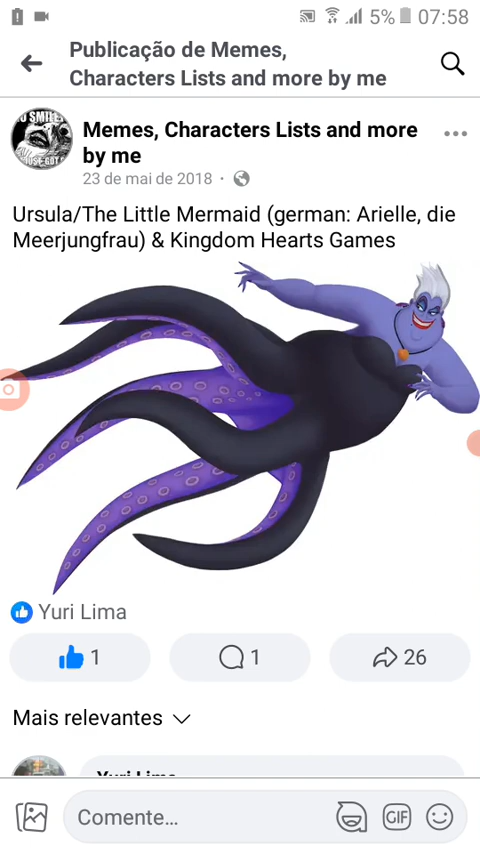 5% 07:58
Publicação de Memes,
Characters Lists and more by me
Memes, Characters Lists and more
by me
23 de mai de 2018 ·
Ursula/The Little Mermaid (german: Arielle, die
Meerjungfrau) & Kingdom Hearts Games
Yuri Lima
1 1 26
Mais relevantes
Yuri Lima
Comente... GIF